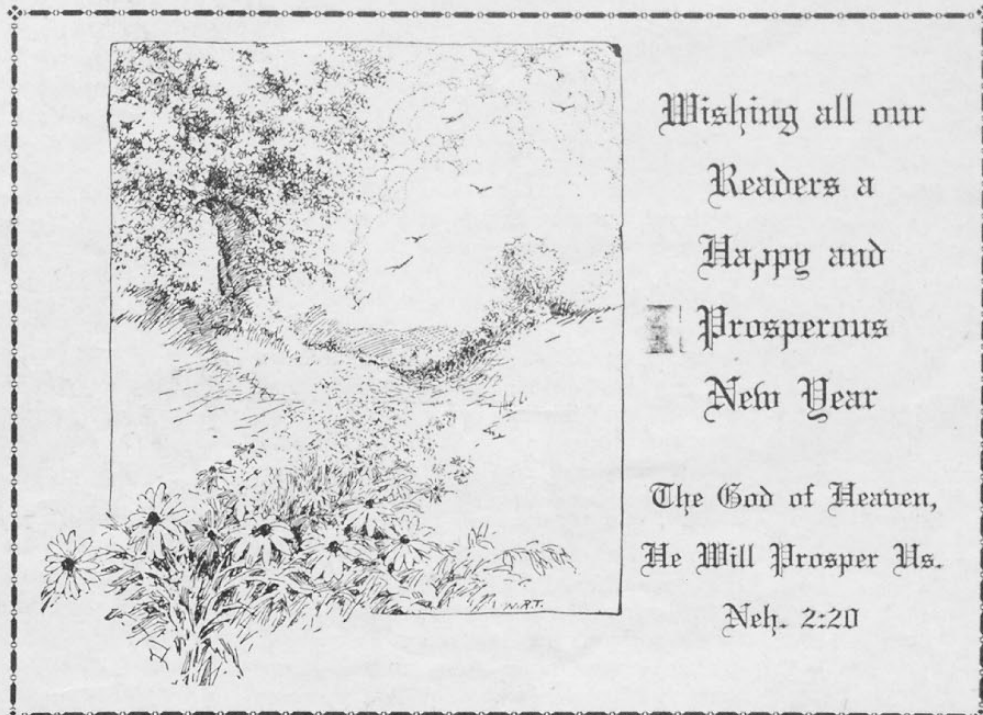 Wishing all our
Readers a
Happy and
Prosperous
New Year
The God of Heaven,
He Will Prosper Us.
Neh. 2:20
W.R.T.